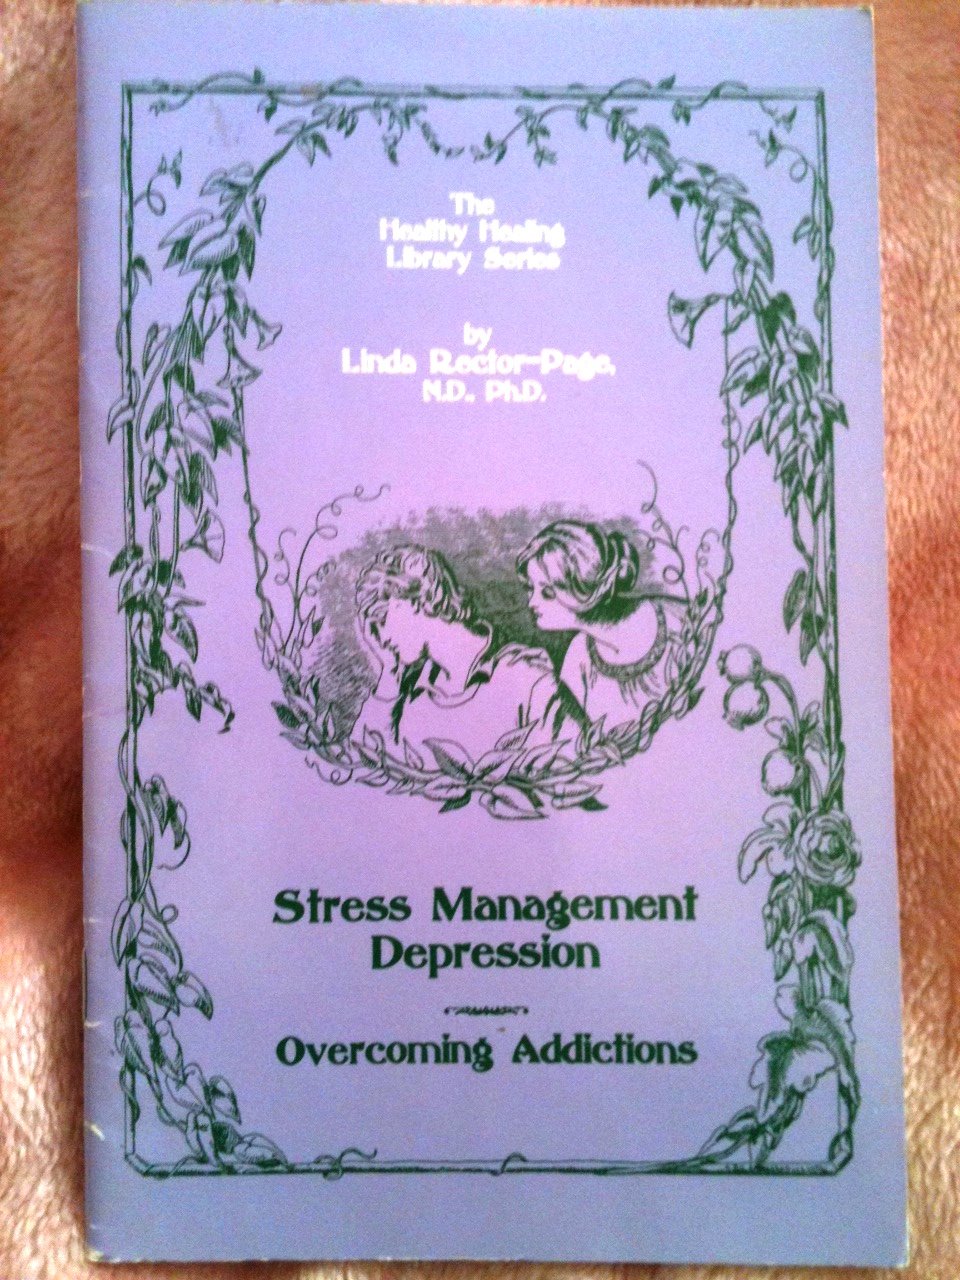 The
Healthy Healing
Library Series
by
Linda Rector-Page,
N.D., Ph.D.
Stress Management
Depression
Overcoming Addictions